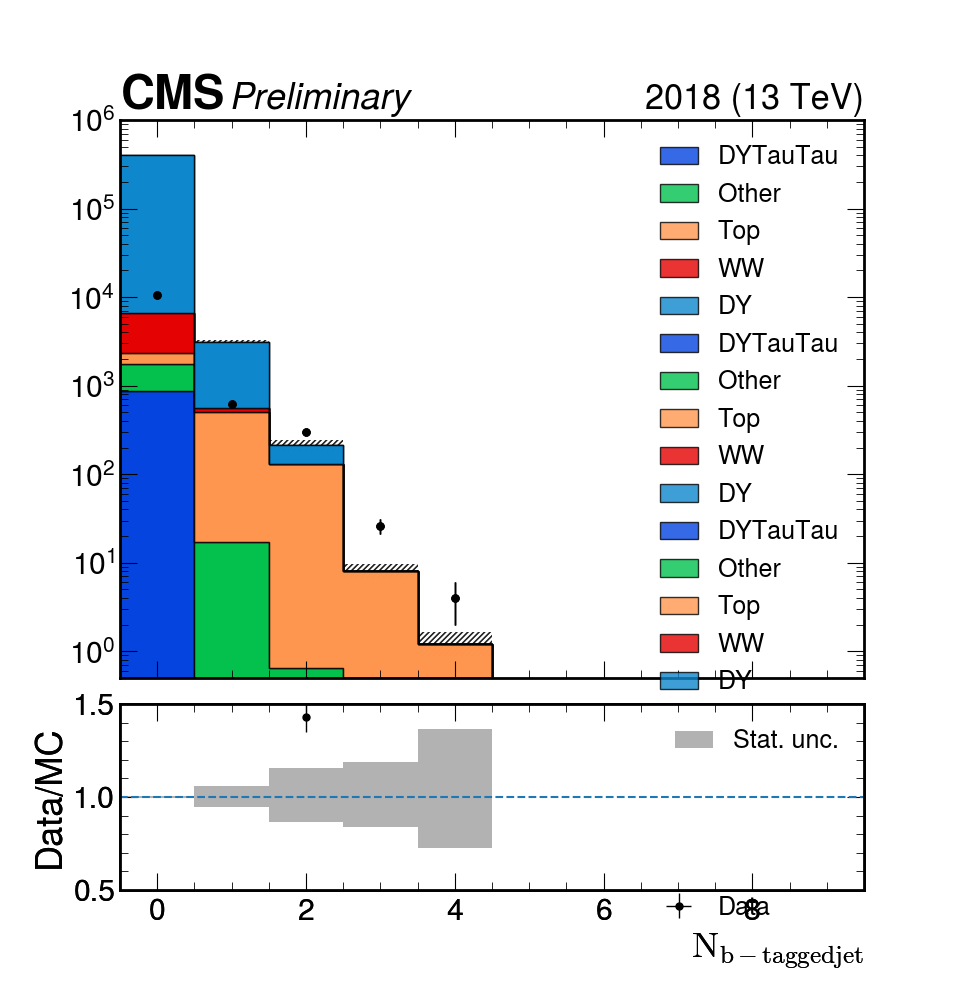 CMS Preliminary 2018 (13 TeV)
10^6
10^5
10^4
10^3
10^2
10^1
10^0
DYTauTau
Other
Top
WW
DY
DYTauTau
Other
Top
WW
DY
DYTauTau
Other
Top
WW
DY
Data/MC
1.5
1.0
0.5
Stat. unc.
0 2 4 6 8
Data
N_{b-taggedjet}